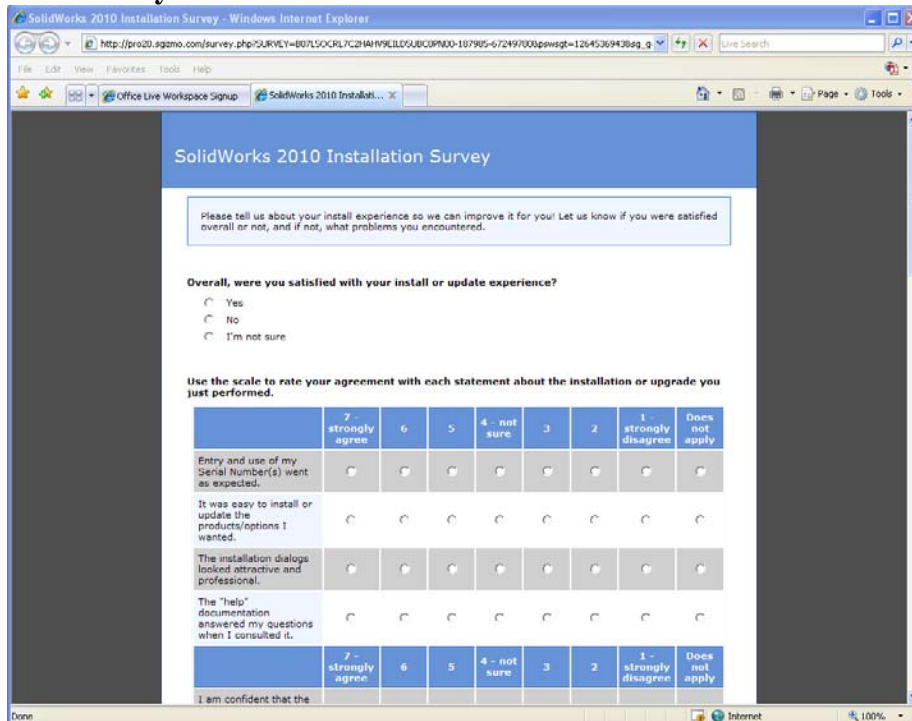 SolidWorks 2010 Installation Survey - Windows Internet Explorer
Live Search
File Edit View Favorites Tools Help
Office Live Workspace Signup
SolidWorks 2010 Installati...
Page
Tools
SolidWorks 2010 Installation Survey
Please tell us about your install experience so we can improve it for you! Let us know if you were satisfied
overall or not, and if not, what problems you encountered.
Overall, were you satisfied with your install or update experience?
Yes
No
I'm not sure
Use the scale to rate your agreement with each statement about the installation or upgrade you
just performed.
7 - strongly agree 6 5 4 - not sure 3 2 1 - strongly disagree Does not apply
Entry and use of my
Serial Number(s) went
as expected.
It was easy to install or
update the
products/options I
wanted.
The installation dialogs
looked attractive and
professional.
The "help"
documentation
answered my questions
when I consulted it.
7 - strongly agree 6 5 4 - not sure 3 2 1 - strongly disagree Does not apply
I am confident that the
Done
Internet
100%